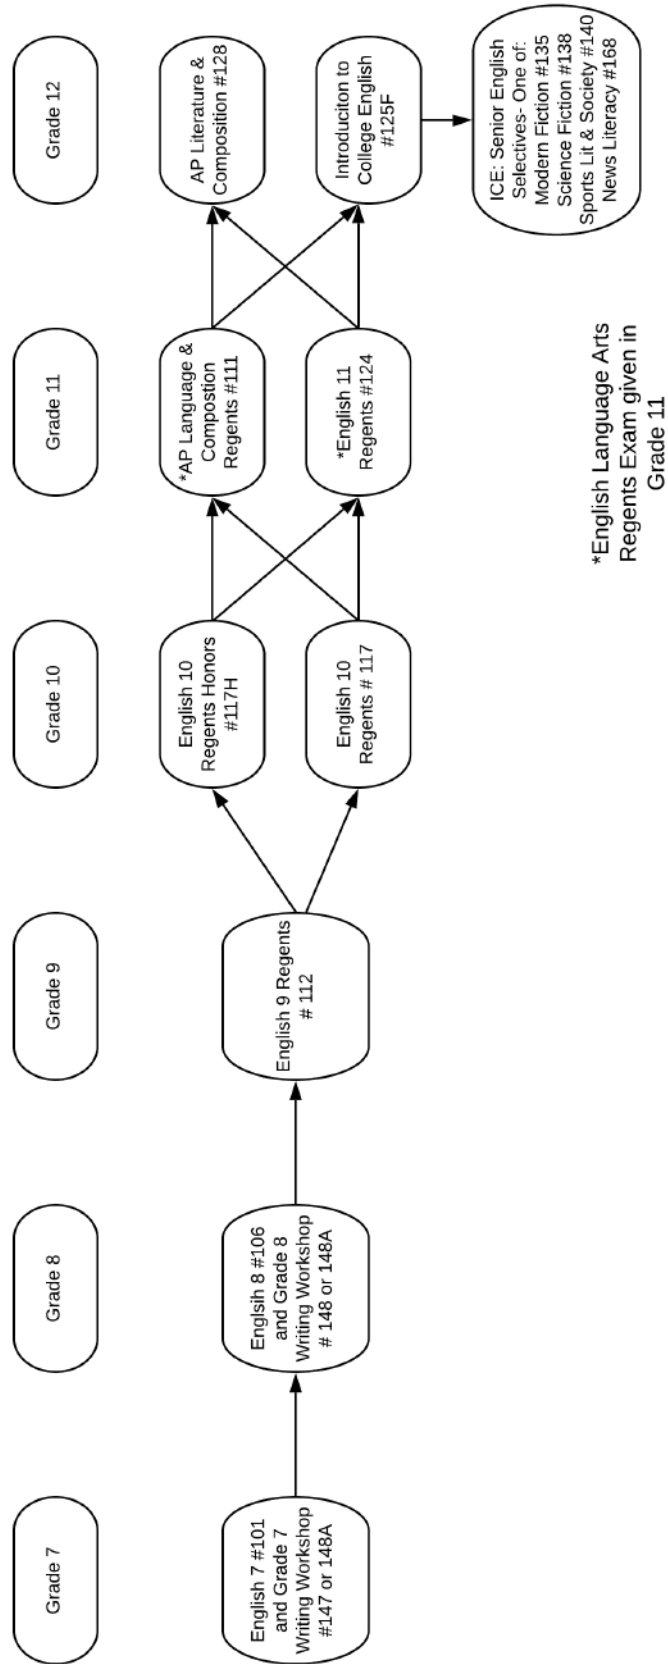 Grade 7
Grade 8
Grade 9
Grade 10
Grade 11
Grade 12
English 7 #101
and Grade 7
Writing Workshop
#147 or 148A
Englsih 8 #106
and Grade 8
Writing Workshop
# 148 or 148A
English 9 Regents
# 112
English 10
Regents Honors
#117H
English 10
Regents # 117
*AP Language &
Compostion
Regents #111
*English 11
Regents #124
AP Literature &
Composition #128
Introduciton to
College English
#125F
ICE: Senior English
Selectives- One of:
Modern Fiction #135
Science Fiction #138
Sports Lit & Society #140
News Literacy #168
*English Language Arts
Regents Exam given in
Grade 11